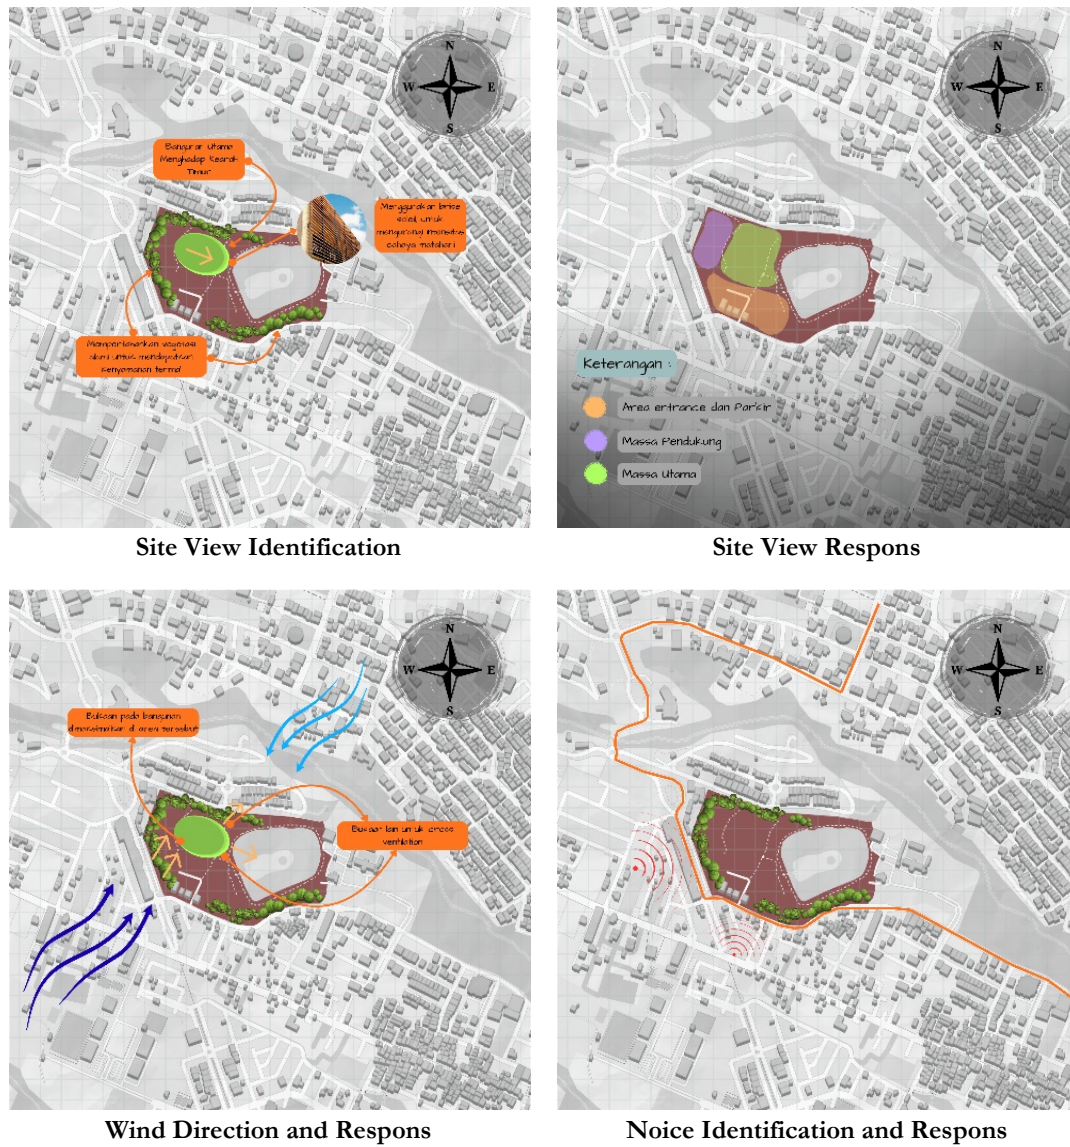 N
W E
S
Bangunan Utama
Menghadap Kearah
Timur
Menggunakan brise
soleil, untuk
mengurangi intensitas
cahaya matahari
Mempertahankan vegetasi
alami untuk mendapatkan
kenyamanan termal
Site View Identification
N
W E
S
Keterangan :
Area entrance dan Parkir
Massa Pendukung
Massa Utama
Site View Respons
N
W E
S
Bukaan pada bangunan
dimaksimalkan di area tersebut
Bukaan lain untuk cross
ventilation
Wind Direction and Respons
N
W E
S
Noice Identification and Respons